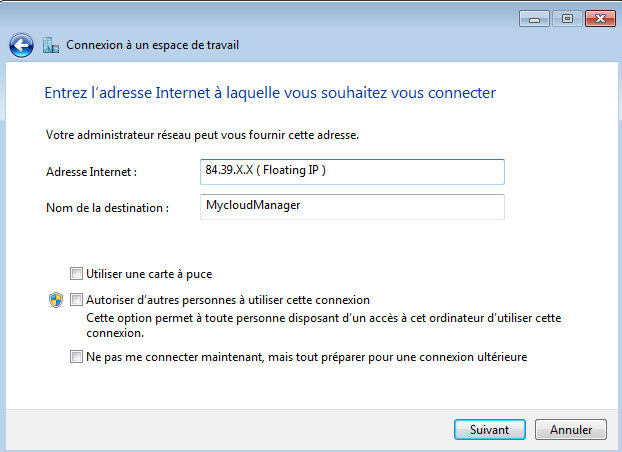 Connexion à un espace de travail
Entrez l'adresse Internet à laquelle vous souhaitez vous connecter
Votre administrateur réseau peut vous fournir cette adresse.
Adresse Internet : 84.39.X.X ( Floating IP )
Nom de la destination : MycloudManager
Utiliser une carte à puce
Autoriser d'autres personnes à utiliser cette connexion
Cette option permet à toute personne disposant d'un accès à cet ordinateur d'utiliser cette
connexion.
Ne pas me connecter maintenant, mais tout préparer pour une connexion ultérieure
Suivant Annuler